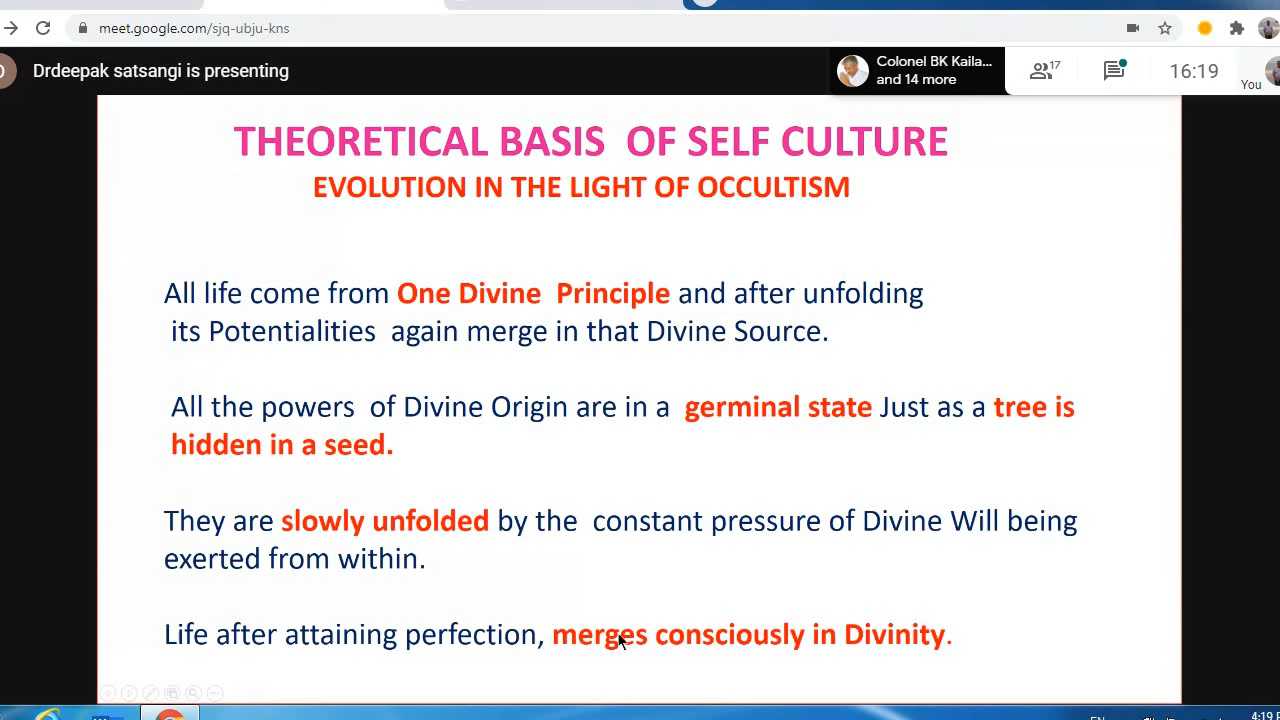 meet.google.com/sjq-ubju-kns
Drdeepak satsangi is presenting
Colonel BK Kaila...
and 14 more
17
16:19
You
THEORETICAL BASIS OF SELF CULTURE
EVOLUTION IN THE LIGHT OF OCCULTISM
All life come from One Divine Principle and after unfolding
its Potentialities again merge in that Divine Source.
All the powers of Divine Origin are in a germinal state Just as a tree is
hidden in a seed.
They are slowly unfolded by the constant pressure of Divine Will being
exerted from within.
Life after attaining perfection, merges consciously in Divinity.